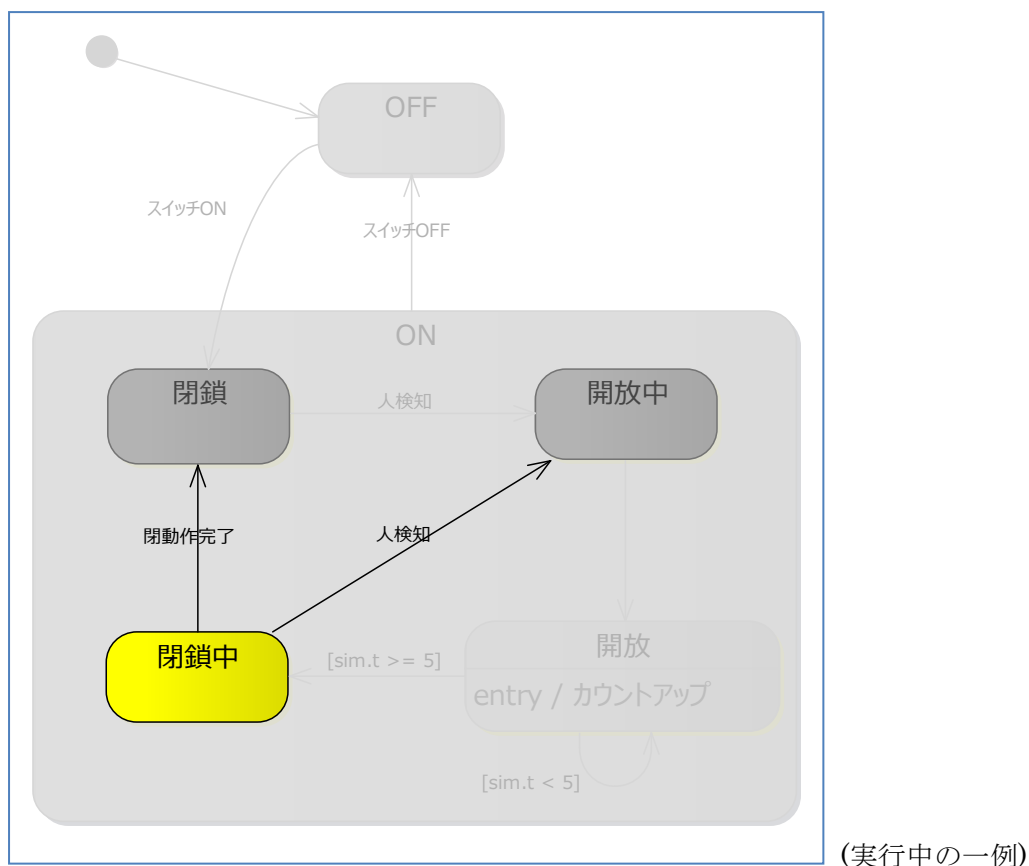 OFF
スイッチON
スイッチOFF
ON
閉鎖
人検知
開放中
閉動作完了
人検知
閉鎖中
[sim.t >= 5]
開放
entry / カウントアップ
[sim.t < 5]
(実行中の一例)